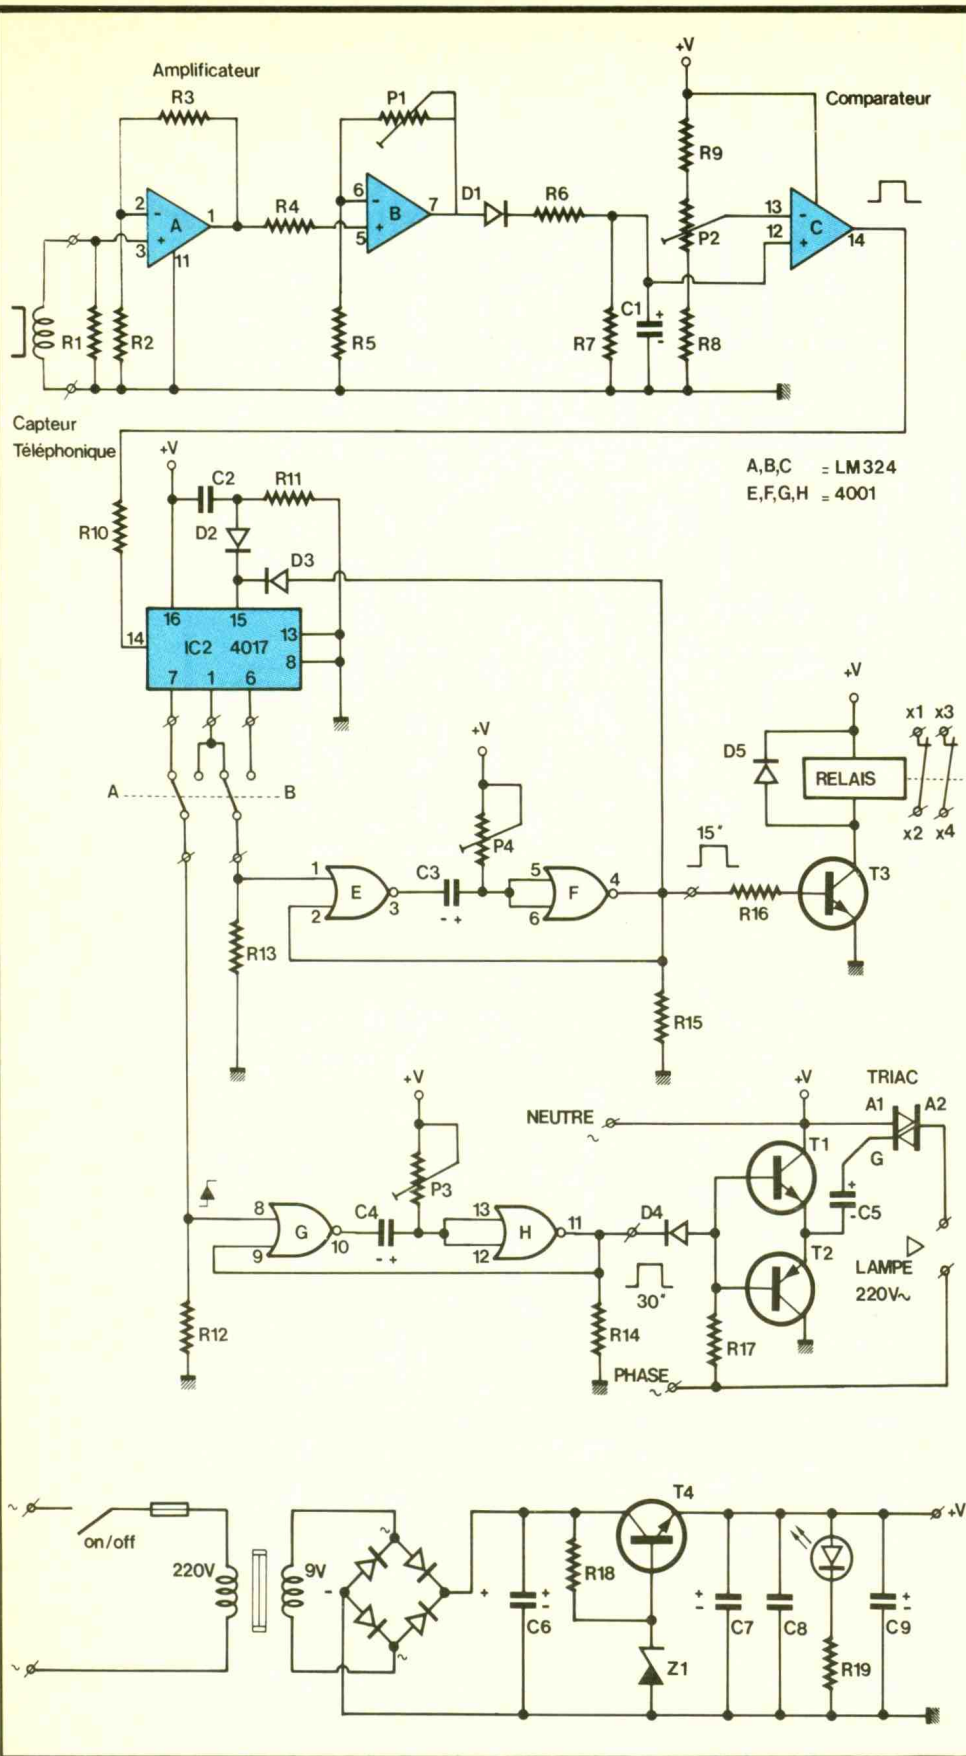 Amplificateur
R3
P1
+V
Comparateur
R9
2
-
A
1
+
3
11
R4
6
-
B
7
+
5
D1
R6
P2
13
-
C
12
+
14
R1
R2
R5
R7
C1
+
-
R8
Capteur
Téléphonique
+V
A,B,C = LM324
E,F,G,H = 4001
C2
R11
R10
D2
D3
16
15
14
IC2 4017
13
8
7
1
6
A
B
+V
P4
+V
x1 x3
D5
RELAIS
x2 x4
15"
T3
1
E
2
3
C3
- +
5
F
6
4
R16
R13
R15
+V
NEUTRE
~
+V
TRIAC
A1
A2
T1
G
P3
+
-
C5
8
G
9
10
C4
- +
13
H
12
11
D4
T2
LAMPE
220V~
30"
R12
R14
R17
PHASE
~
~
on/off
220V
9V
~
-
+
~
~
T4
+V
R18
+
-
C6
Z1
+
-
C7
C8
R19
+
-
C9